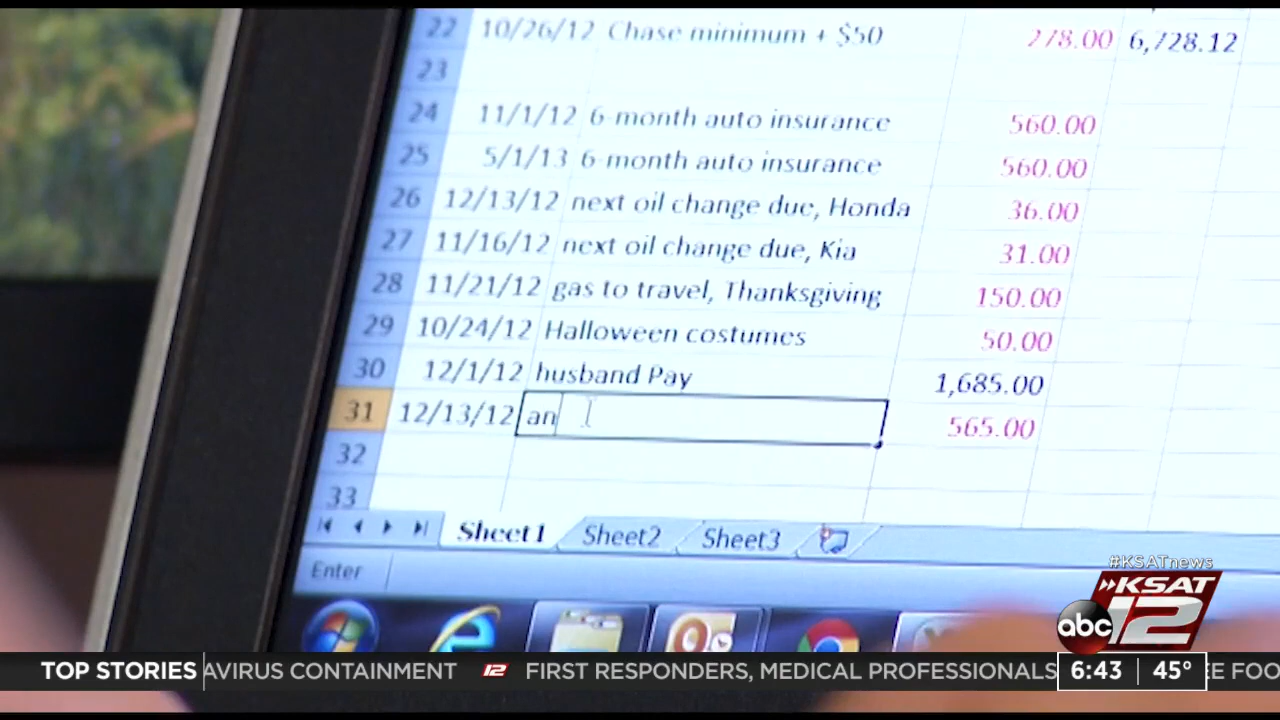 22 10/26/12 Chase minimum + $50 278.00 6,728.12
23
24 11/1/12 6-month auto insurance 560.00
25 5/1/13 6-month auto insurance 560.00
26 12/13/12 next oil change due, Honda 36.00
27 11/16/12 next oil change due, Kia 31.00
28 11/21/12 gas to travel, Thanksgiving 150.00
29 10/24/12 Halloween costumes 50.00
30 12/1/12 husband Pay 1,685.00
31 12/13/12 an 565.00
32
33
Sheet1 Sheet2 Sheet3
Enter
#KSATnews
KSAT
abc 12
TOP STORIES AVIRUS CONTAINMENT 12 FIRST RESPONDERS, MEDICAL PROFESSIONALS 6:43 45° EE FOO